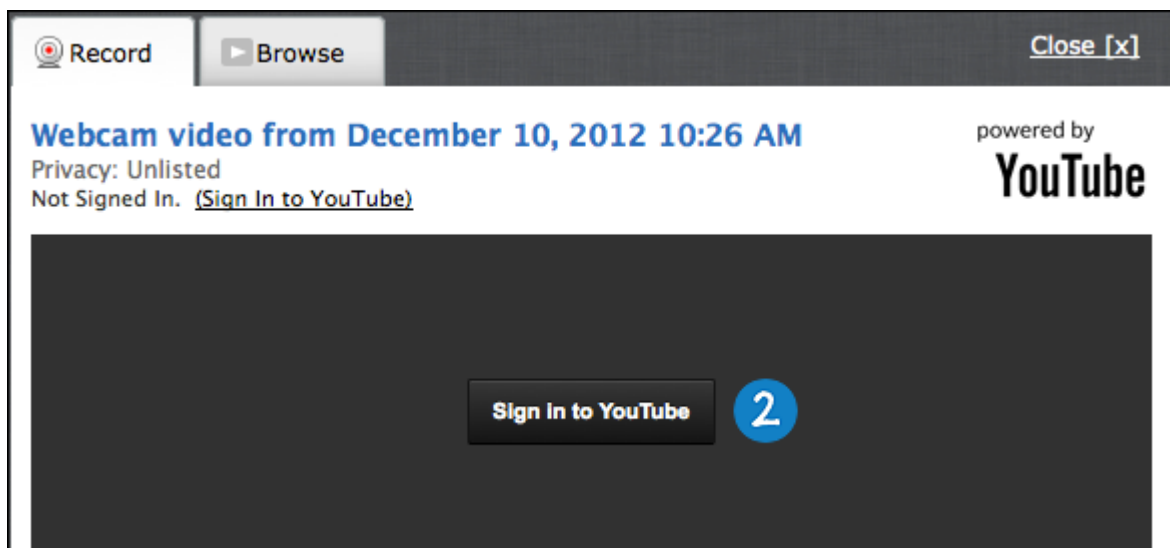 Record
Browse
Close [x]
Webcam video from December 10, 2012 10:26 AM
Privacy: Unlisted
Not Signed In. (Sign In to YouTube)
powered by
YouTube
Sign in to YouTube
2